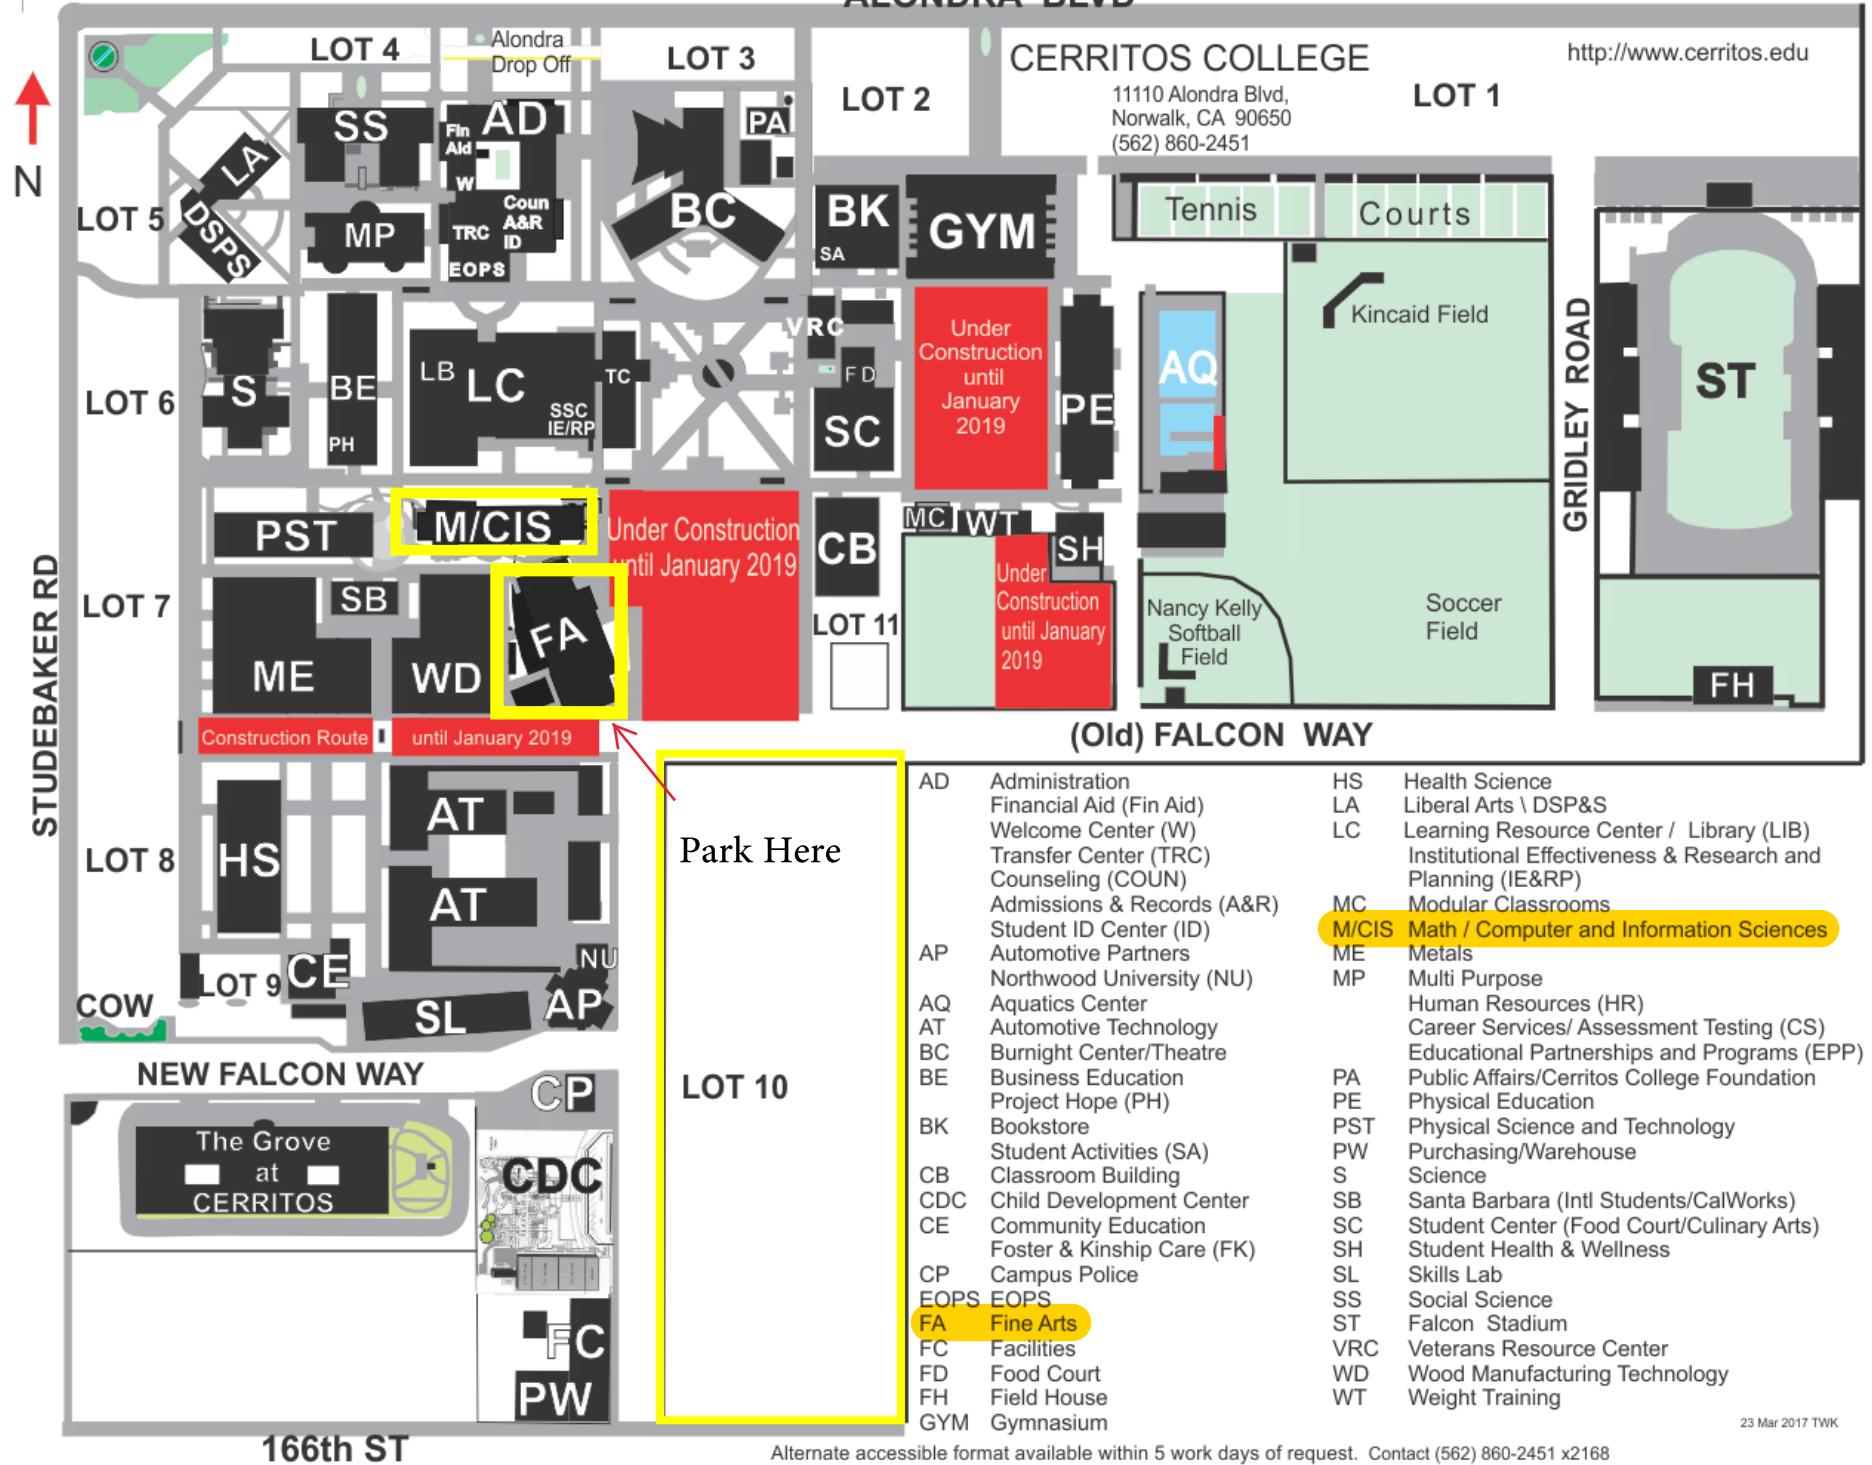 ALONDRA BLVD
LOT 4
Alondra
Drop Off
LOT 3
LOT 2
CERRITOS COLLEGE
11110 Alondra Blvd,
Norwalk, CA 90650
(562) 860-2451
LOT 1
http://www.cerritos.edu
N
LOT 5
LA
DSPS
SS
MP
AD
Fin
Aid
W
Coun
A&R
ID
TRC
EOPS
BC
PA
BK
SA
GYM
Tennis
Courts
Kincaid Field
GRIDLEY ROAD
ST
LOT 6
S
BE
PH
LB
LC
SSC
IE/RP
TC
VRC
FD
SC
Under
Construction
until
January
2019
PE
AQ
STUDEBAKER RD
LOT 7
PST
M/CIS
Under Construction
until January 2019
CB
LOT 11
MC
WT
SH
Under
Construction
until January
2019
Nancy Kelly
Softball
Field
Soccer
Field
FH
SB
ME
WD
FA
Construction Route
until January 2019
(Old) FALCON WAY
LOT 8
HS
AT
AT
Park Here
LOT 10
LOT 9
CE
NU
AP
SL
COW
NEW FALCON WAY
The Grove
at
CERRITOS
CP
CDC
FC
PW
166th ST
AD Administration
Financial Aid (Fin Aid)
Welcome Center (W)
Transfer Center (TRC)
Counseling (COUN)
Admissions & Records (A&R)
Student ID Center (ID)
AP Automotive Partners
Northwood University (NU)
AQ Aquatics Center
AT Automotive Technology
BC Burnight Center/Theatre
BE Business Education
Project Hope (PH)
BK Bookstore
Student Activities (SA)
CB Classroom Building
CDC Child Development Center
CE Community Education
Foster & Kinship Care (FK)
CP Campus Police
EOPS EOPS
FA Fine Arts
FC Facilities
FD Food Court
FH Field House
GYM Gymnasium
HS Health Science
LA Liberal Arts \ DSP&S
LC Learning Resource Center / Library (LIB)
Institutional Effectiveness & Research and
Planning (IE&RP)
MC Modular Classrooms
M/CIS Math / Computer and Information Sciences
ME Metals
MP Multi Purpose
Human Resources (HR)
Career Services/ Assessment Testing (CS)
Educational Partnerships and Programs (EPP)
PA Public Affairs/Cerritos College Foundation
PE Physical Education
PST Physical Science and Technology
PW Purchasing/Warehouse
S Science
SB Santa Barbara (Intl Students/CalWorks)
SC Student Center (Food Court/Culinary Arts)
SH Student Health & Wellness
SL Skills Lab
SS Social Science
ST Falcon Stadium
VRC Veterans Resource Center
WD Wood Manufacturing Technology
WT Weight Training
23 Mar 2017 TWK
Alternate accessible format available within 5 work days of request. Contact (562) 860-2451 x2168